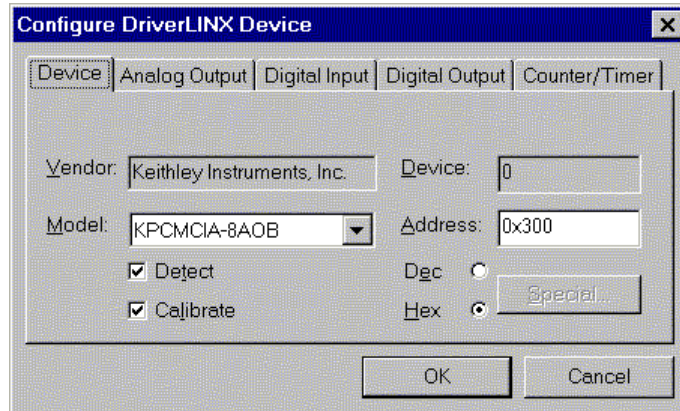 Configure DriverLINX Device
Device Analog Output Digital Input Digital Output Counter/Timer
Vendor: Keithley Instruments, Inc. Device: 0
Model: KPCMCIA-8AOB Address: 0x300
Detect Dec
Calibrate Hex Special...
OK Cancel